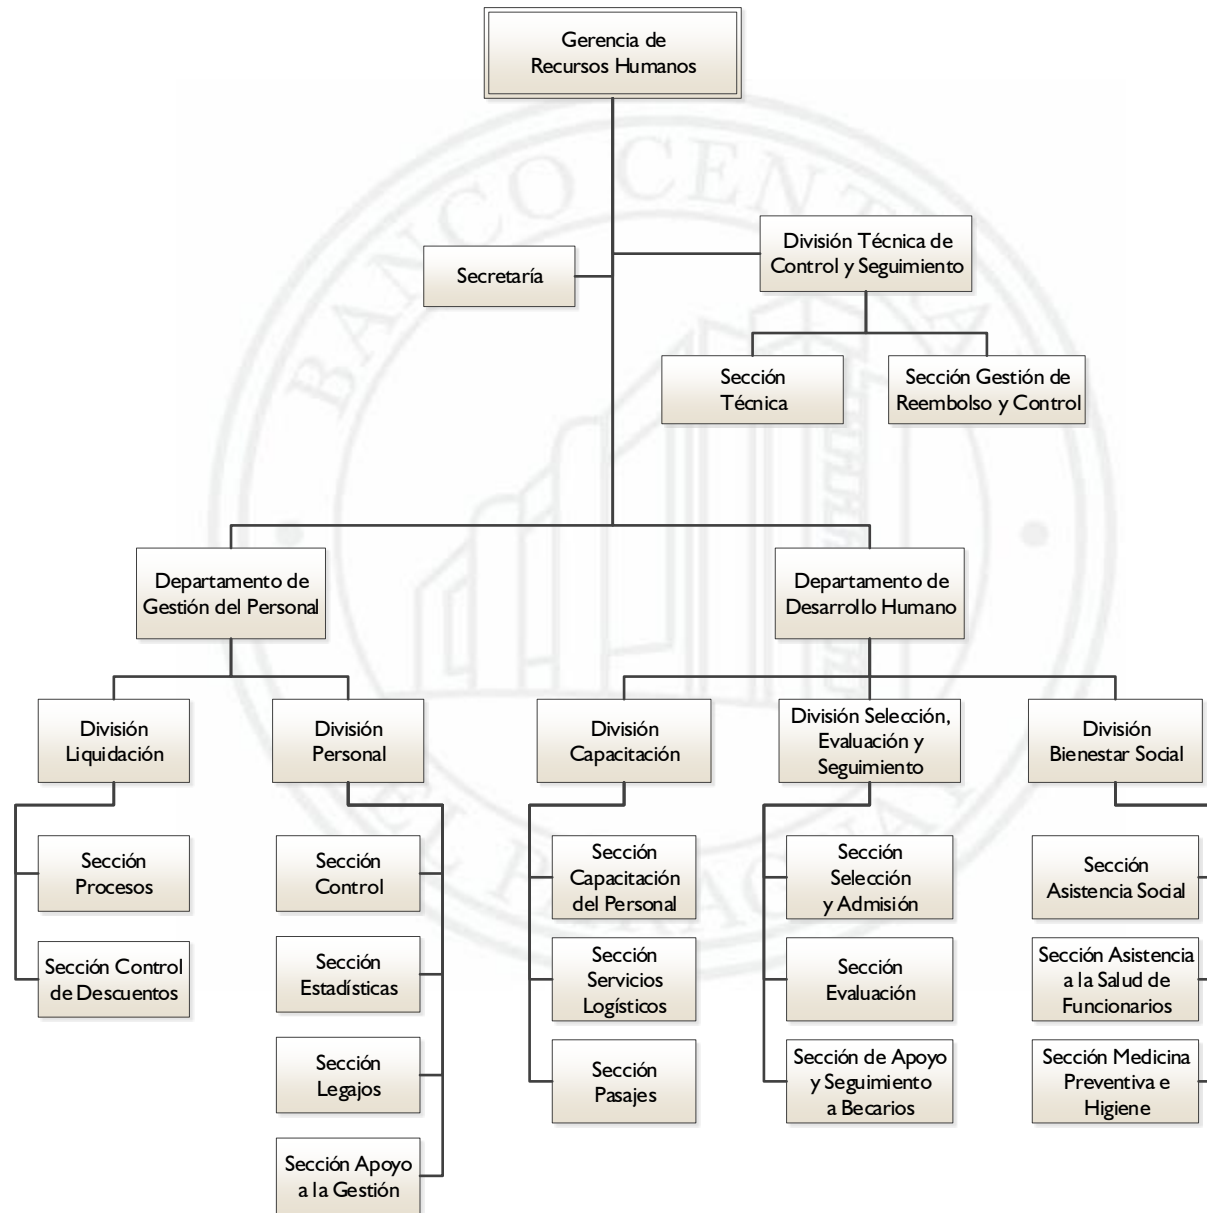 Gerencia de
Recursos Humanos
División Técnica de
Control y Seguimiento
Secretaría
Sección
Técnica
Sección Gestión de
Reembolso y Control
Departamento de
Gestión del Personal
Departamento de
Desarrollo Humano
División
Liquidación
División
Personal
División
Capacitación
División Selección,
Evaluación y
Seguimiento
División
Bienestar Social
Sección
Procesos
Sección Control
de Descuentos
Sección
Control
Sección
Estadísticas
Sección
Legajos
Sección Apoyo
a la Gestión
Sección
Capacitación
del Personal
Sección
Servicios
Logísticos
Sección
Pasajes
Sección
Selección
y Admisión
Sección
Evaluación
Sección de Apoyo
y Seguimiento
a Becarios
Sección
Asistencia Social
Sección Asistencia
a la Salud de
Funcionarios
Sección Medicina
Preventiva e
Higiene
BANCO CENTRAL
DEL PARAGUAY